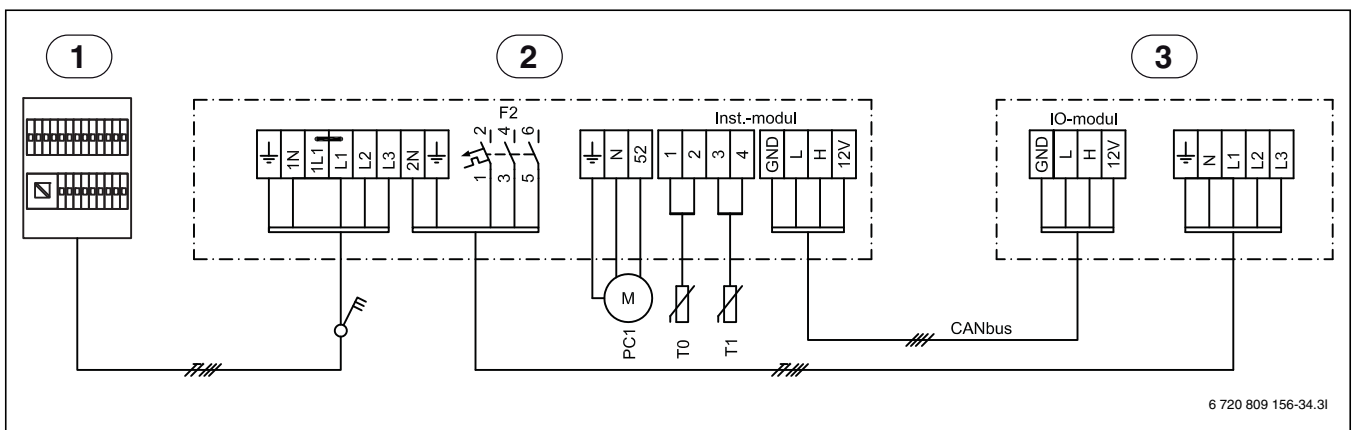 1 2 3
F2 Inst.-modul IO-modul
1N 1L1 L1 L2 L3 2N
2 4 6
1 3 5
N 52 1 2 3 4 GND L H 12V
GND L H 12V N L1 L2 L3
M
PC1 T0 T1
CANbus
6 720 809 156-34.3I